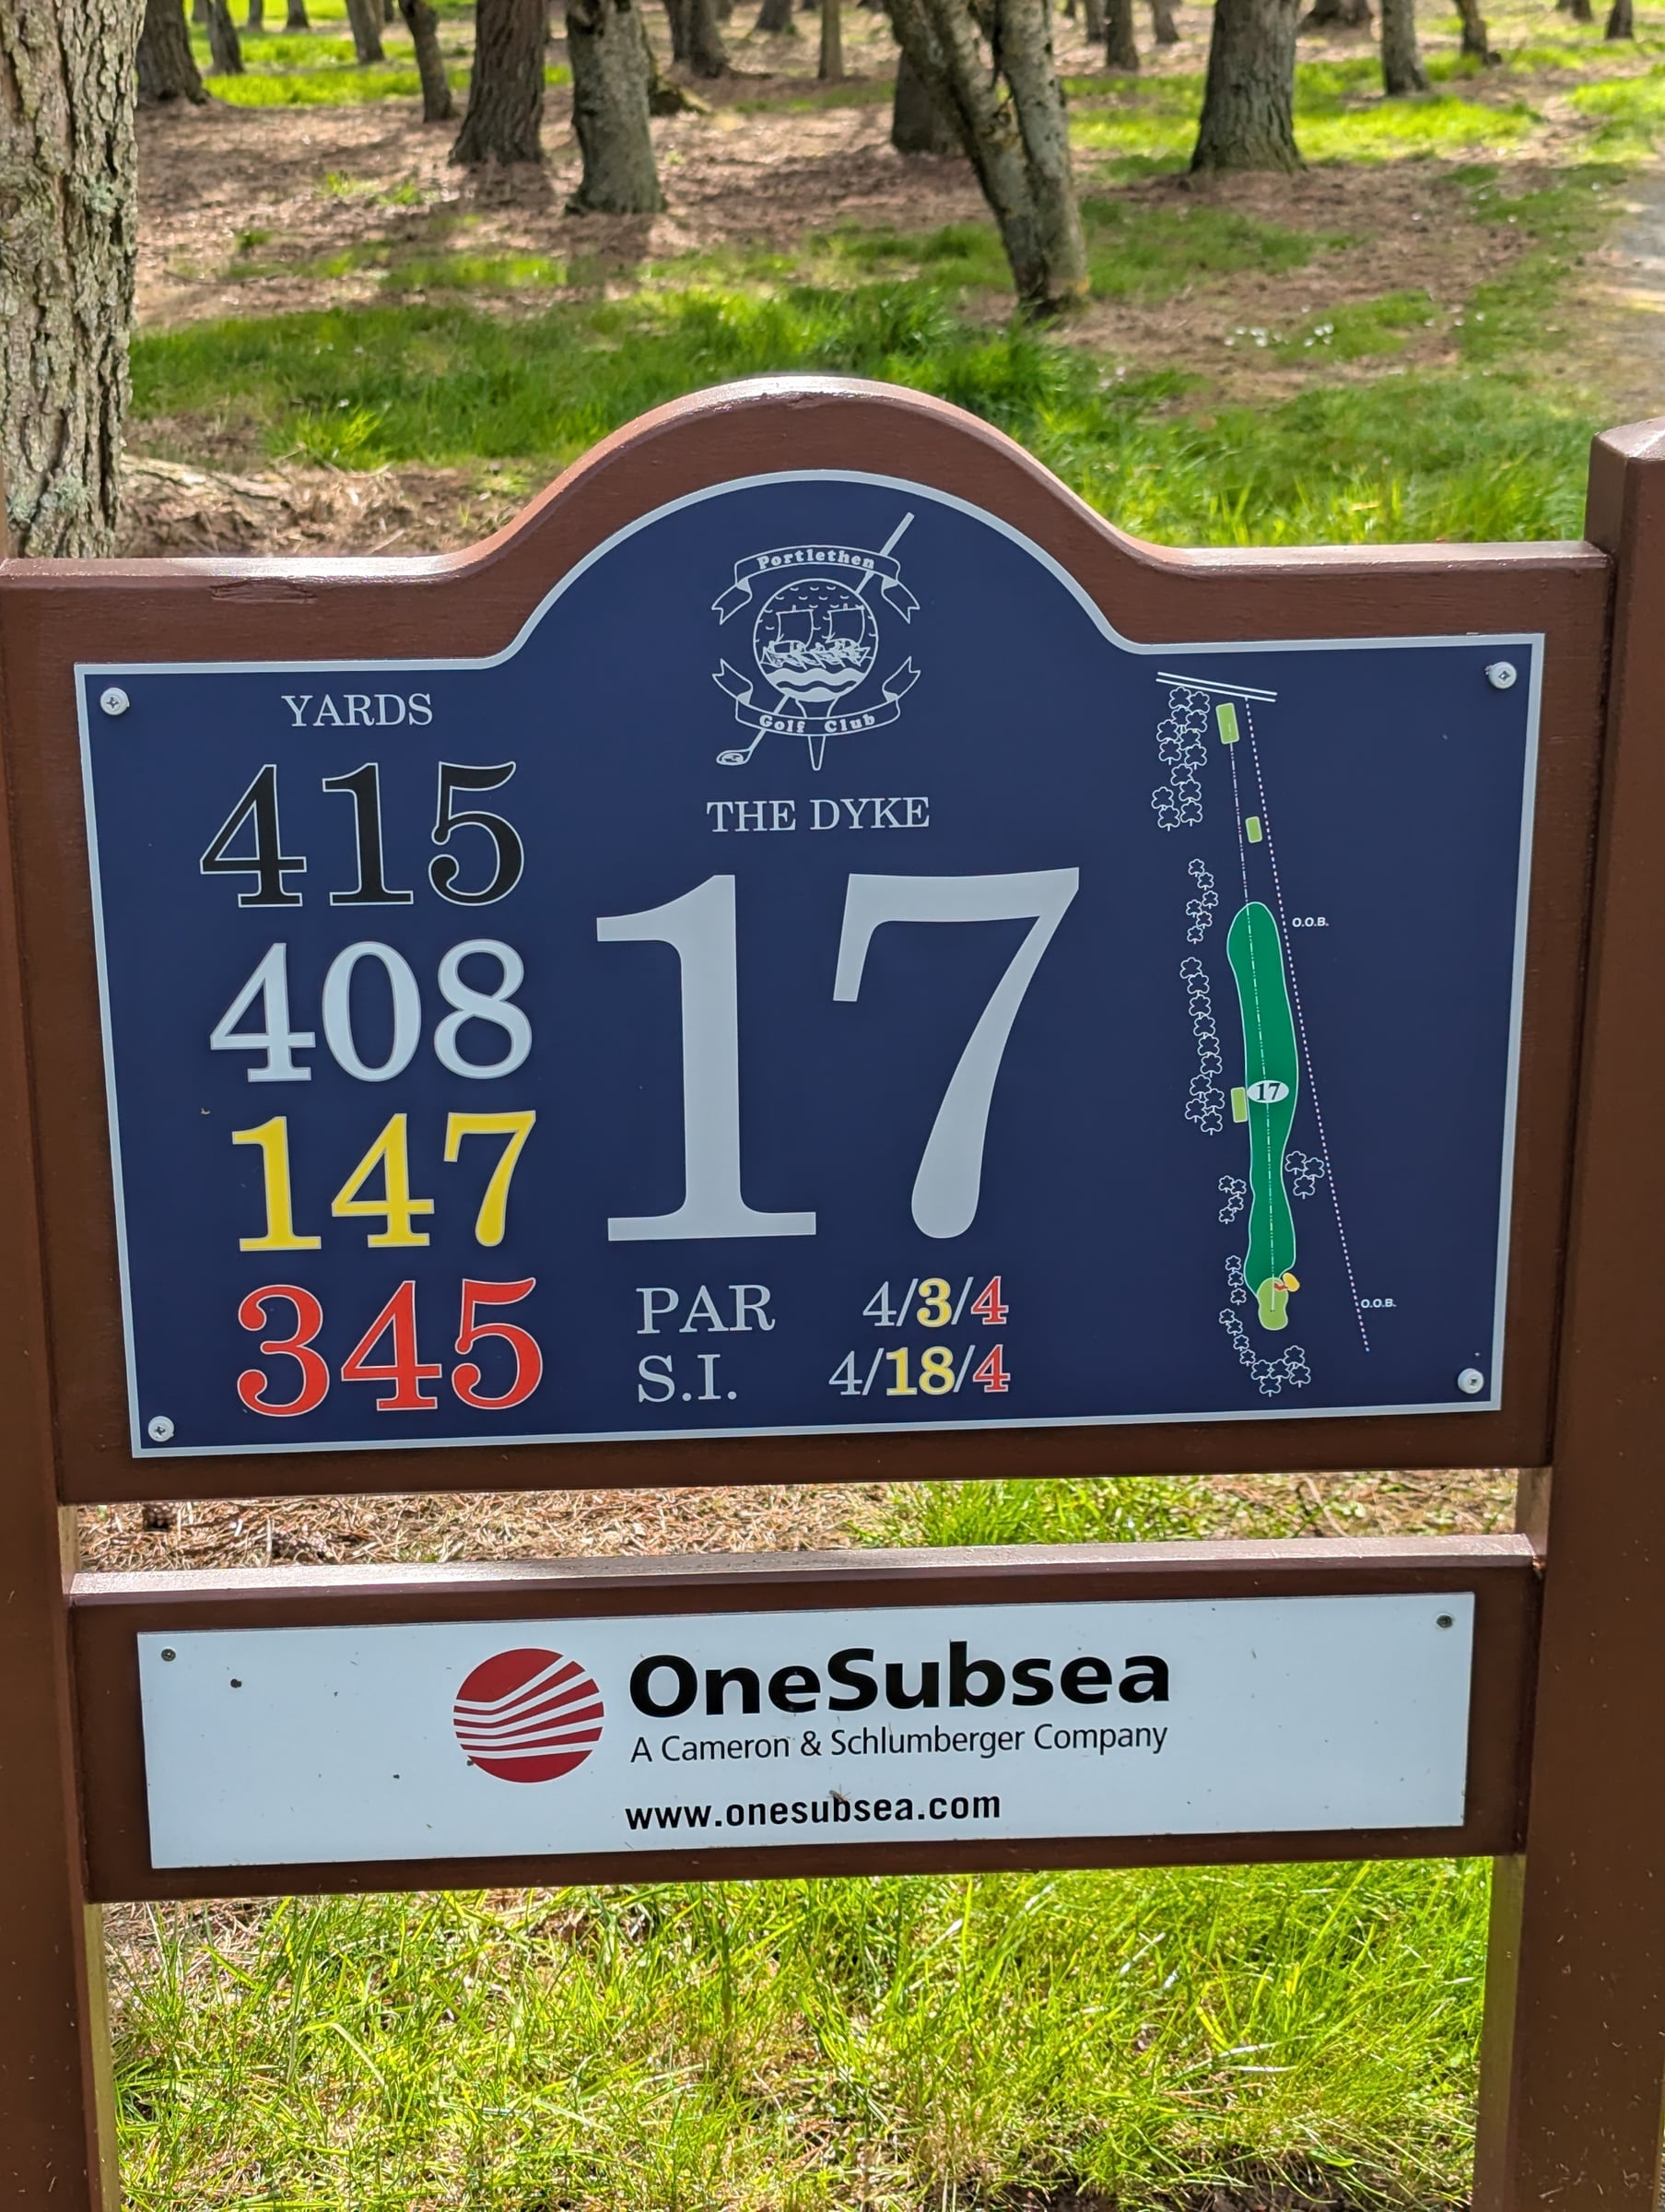 Portlethen
Golf Club
YARDS
415
408
147
345
THE DYKE
17
PAR 4/3/4
S.I. 4/18/4
O.O.B.
17
O.O.B.
OneSubsea
A Cameron & Schlumberger Company
www.onesubsea.com